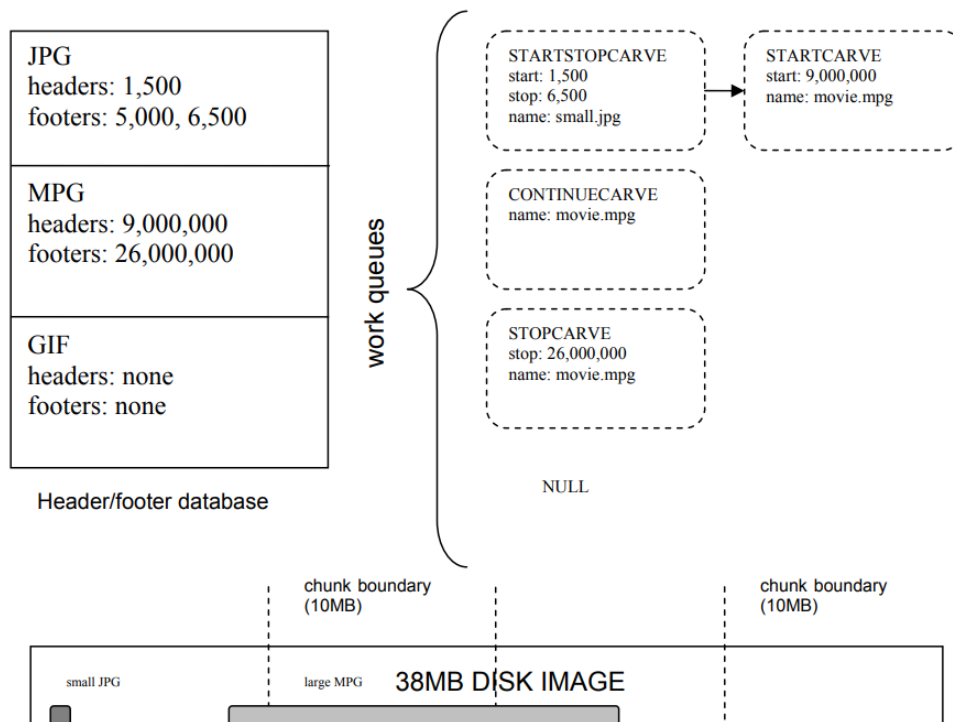 JPG
headers: 1,500
footers: 5,000, 6,500
MPG
headers: 9,000,000
footers: 26,000,000
GIF
headers: none
footers: none
Header/footer database
work queues
STARTSTOPCARVE
start: 1,500
stop: 6,500
name: small.jpg
STARTCARVE
start: 9,000,000
name: movie.mpg
CONTINUECARVE
name: movie.mpg
STOPCARVE
stop: 26,000,000
name: movie.mpg
NULL
chunk boundary
(10MB)
chunk boundary
(10MB)
small JPG
large MPG
38MB DISK IMAGE